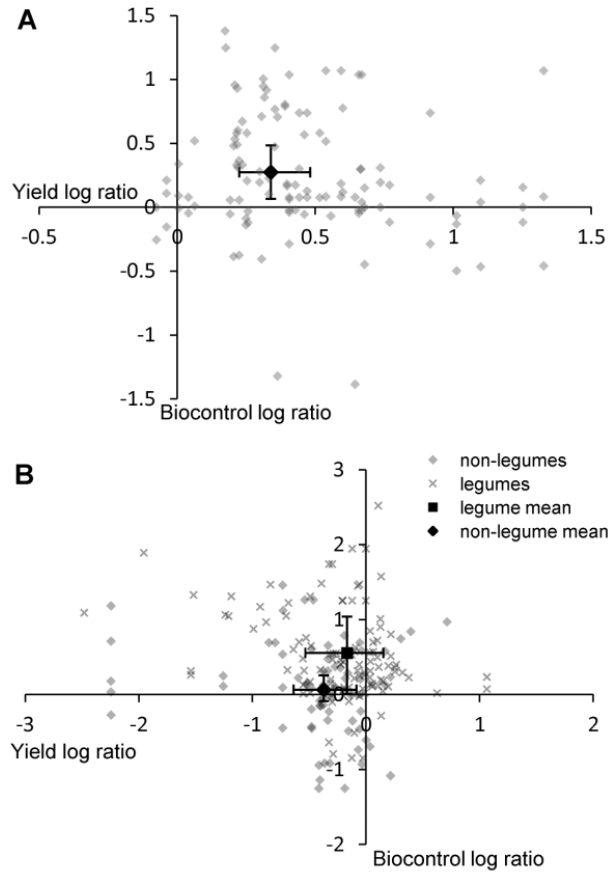 A
1.5
1
0.5
Yield log ratio
0
-0.5 0 0.5 1 1.5
-0.5
-1
-1.5
Biocontrol log ratio
B
3
non-legumes
legumes
2
legume mean
non-legume mean
1
0
-3 -2 -1 0 1 2
Yield log ratio
-1
-2
Biocontrol log ratio